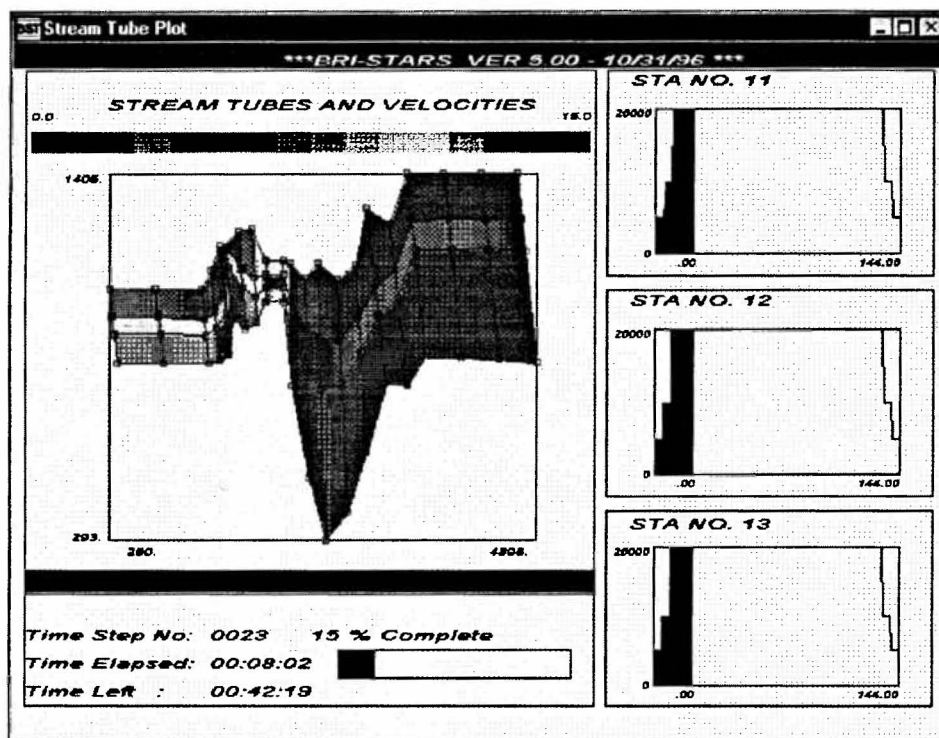 Stream Tube Plot
***BRI-STARS VER 5.00 - 10/31/96 ***
STREAM TUBES AND VELOCITIES
0.0 15.0
1406.
293.
280. 4898.
Time Step No: 0023 15 % Complete
Time Elapsed: 00:08:02
Time Left : 00:42:19
STA NO. 11
20000
0
.00 144.00
STA NO. 12
20000
0
.00 144.00
STA NO. 13
20000
0
.00 144.00